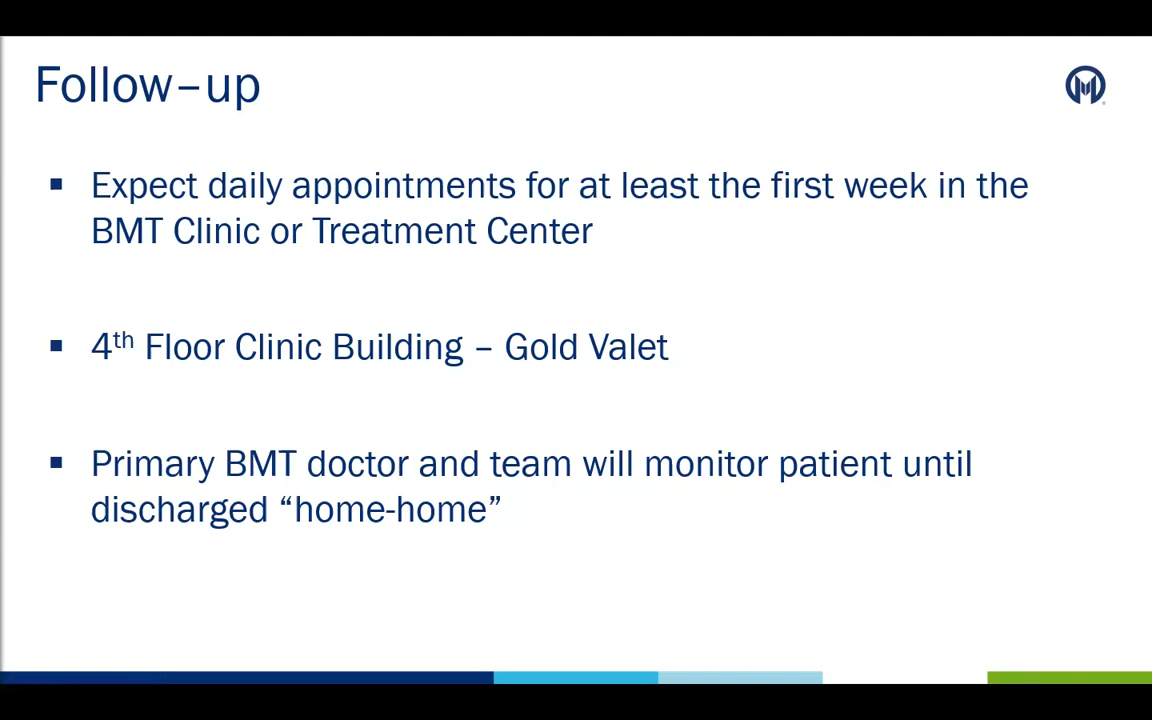 Follow–up
▪ Expect daily appointments for at least the first week in the
BMT Clinic or Treatment Center
▪ 4th Floor Clinic Building – Gold Valet
▪ Primary BMT doctor and team will monitor patient until
discharged “home-home”